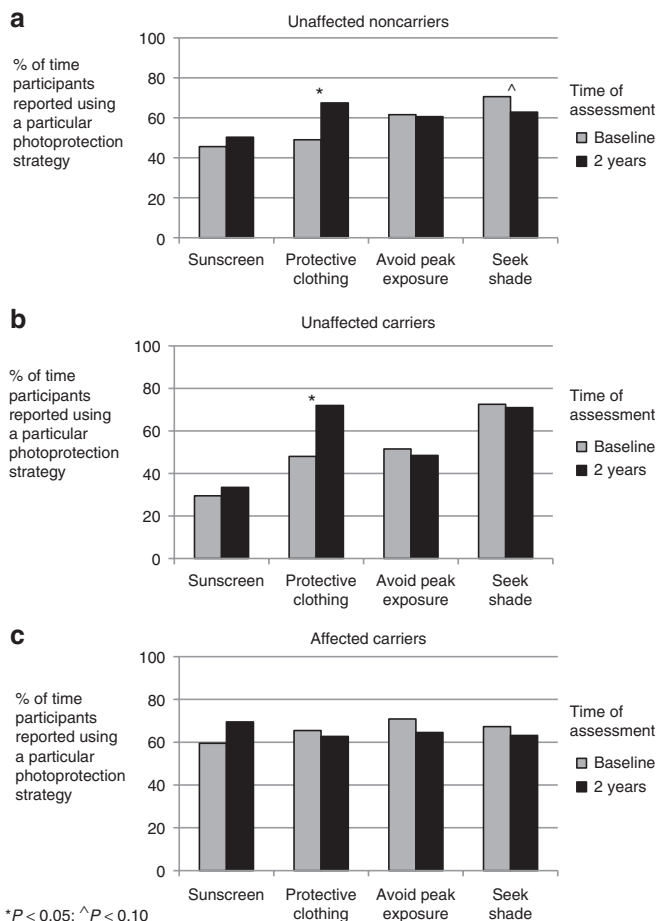 a
Unaffected noncarriers
% of time
participants
reported using
a particular
photoprotection
strategy
100
80
60
40
20
0
*
^
Sunscreen
Protective
clothing
Avoid peak
exposure
Seek
shade
Time of
assessment
Baseline
2 years
b
Unaffected carriers
% of time
participants
reported using
a particular
photoprotection
strategy
100
80
60
40
20
0
*
Sunscreen
Protective
clothing
Avoid peak
exposure
Seek
shade
Time of
assessment
Baseline
2 years
c
Affected carriers
% of time
participants
reported using
a particular
photoprotection
strategy
100
80
60
40
20
0
Sunscreen
Protective
clothing
Avoid peak
exposure
Seek
shade
Time of
assessment
Baseline
2 years
*P < 0.05; ^P < 0.10